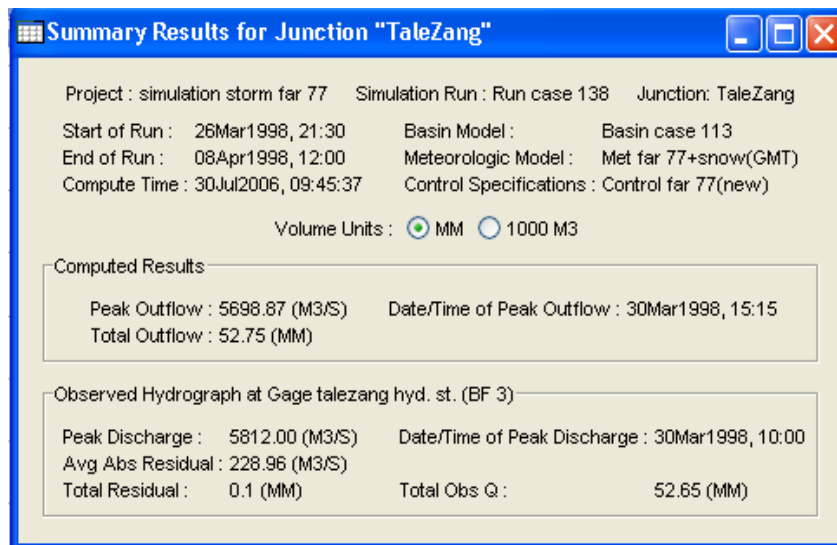 Summary Results for Junction "TaleZang"
Project : simulation storm far 77 Simulation Run : Run case 138 Junction: TaleZang
Start of Run : 26Mar1998, 21:30 Basin Model : Basin case 113
End of Run : 08Apr1998, 12:00 Meteorologic Model : Met far 77+snow(GMT)
Compute Time : 30Jul2006, 09:45:37 Control Specifications : Control far 77(new)
Volume Units : MM 1000 M3
Computed Results
Peak Outflow : 5698.87 (M3/S) Date/Time of Peak Outflow : 30Mar1998, 15:15
Total Outflow : 52.75 (MM)
Observed Hydrograph at Gage talezang hyd. st. (BF 3)
Peak Discharge : 5812.00 (M3/S) Date/Time of Peak Discharge : 30Mar1998, 10:00
Avg Abs Residual : 228.96 (M3/S)
Total Residual : 0.1 (MM) Total Obs Q : 52.65 (MM)